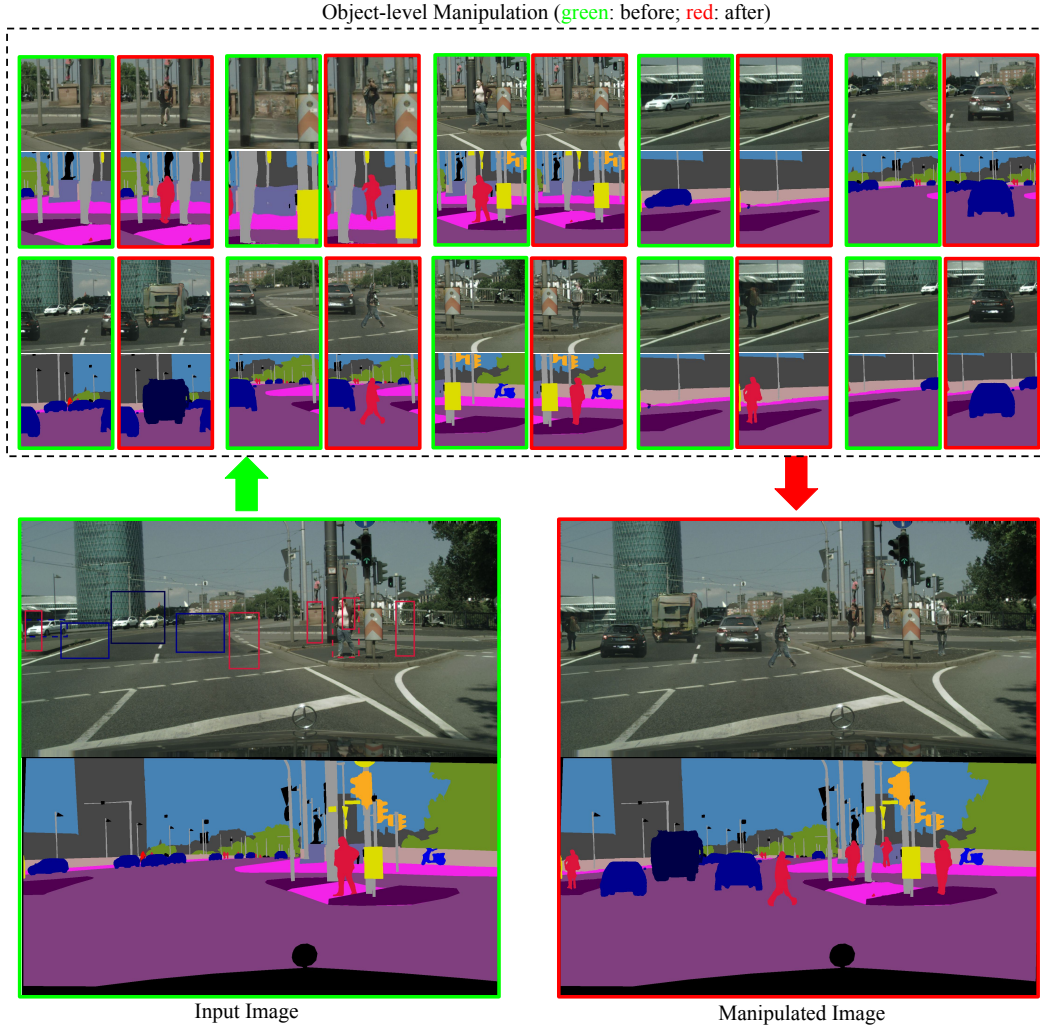 Object-level Manipulation (green: before; red: after)
Input Image
Manipulated Image